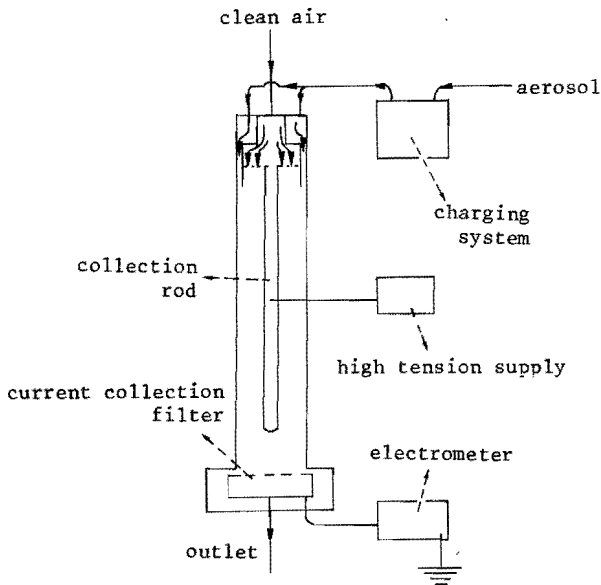 clean air
aerosol
charging
system
collection
rod
high tension supply
current collection
filter
electrometer
outlet